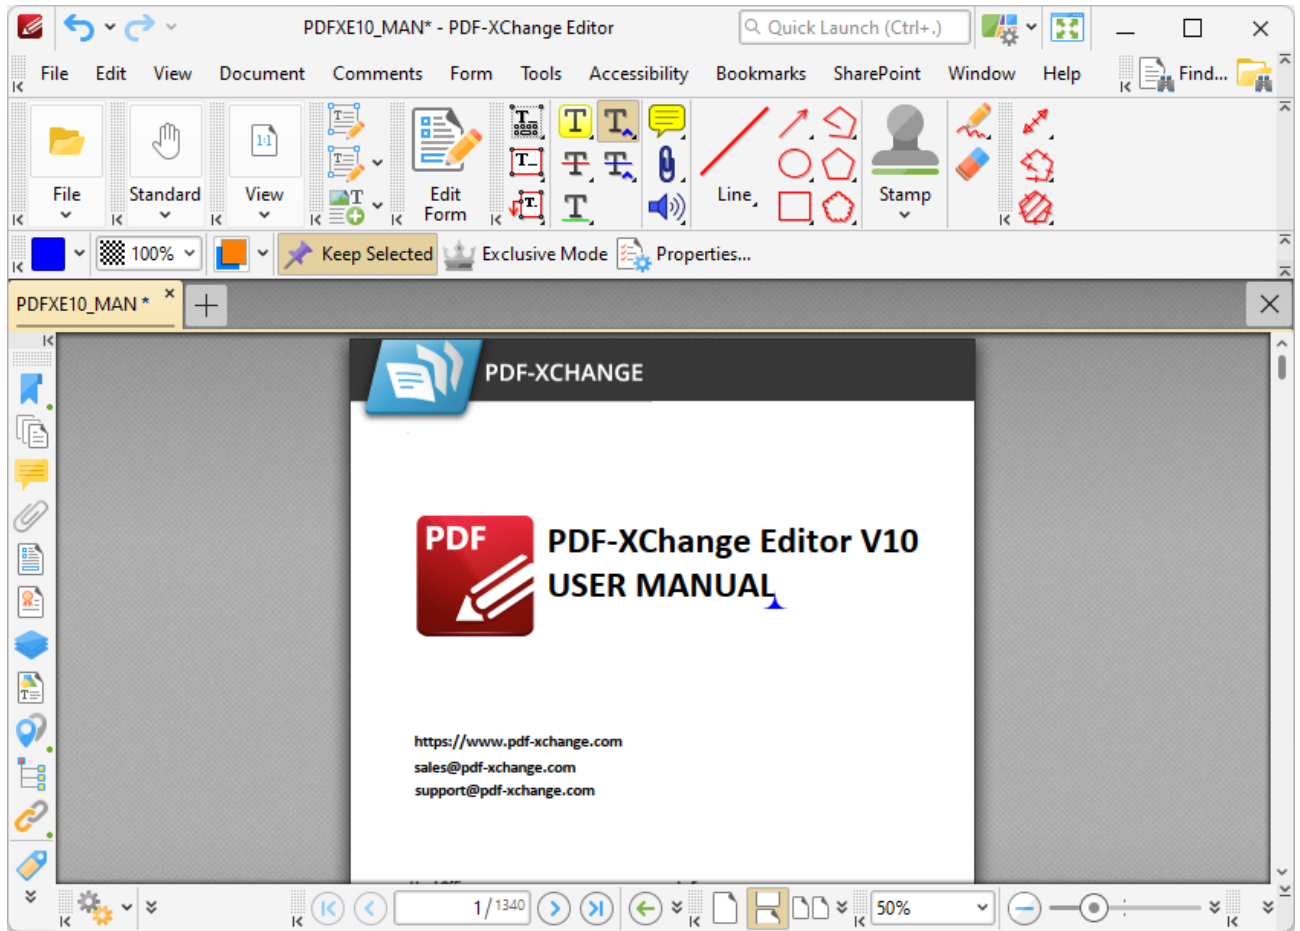 PDFXE10_MAN* - PDF-XChange Editor
Quick Launch (Ctrl+.)
File Edit View Document Comments Form Tools Accessibility Bookmarks SharePoint Window Help Find...
1:1
File Standard View Edit Form Line Stamp
100% Keep Selected Exclusive Mode Properties...
PDFXE10_MAN *
PDF-XCHANGE
PDF
PDF-XChange Editor V10
USER MANUAL
https://www.pdf-xchange.com
sales@pdf-xchange.com
support@pdf-xchange.com
1/1340 50%